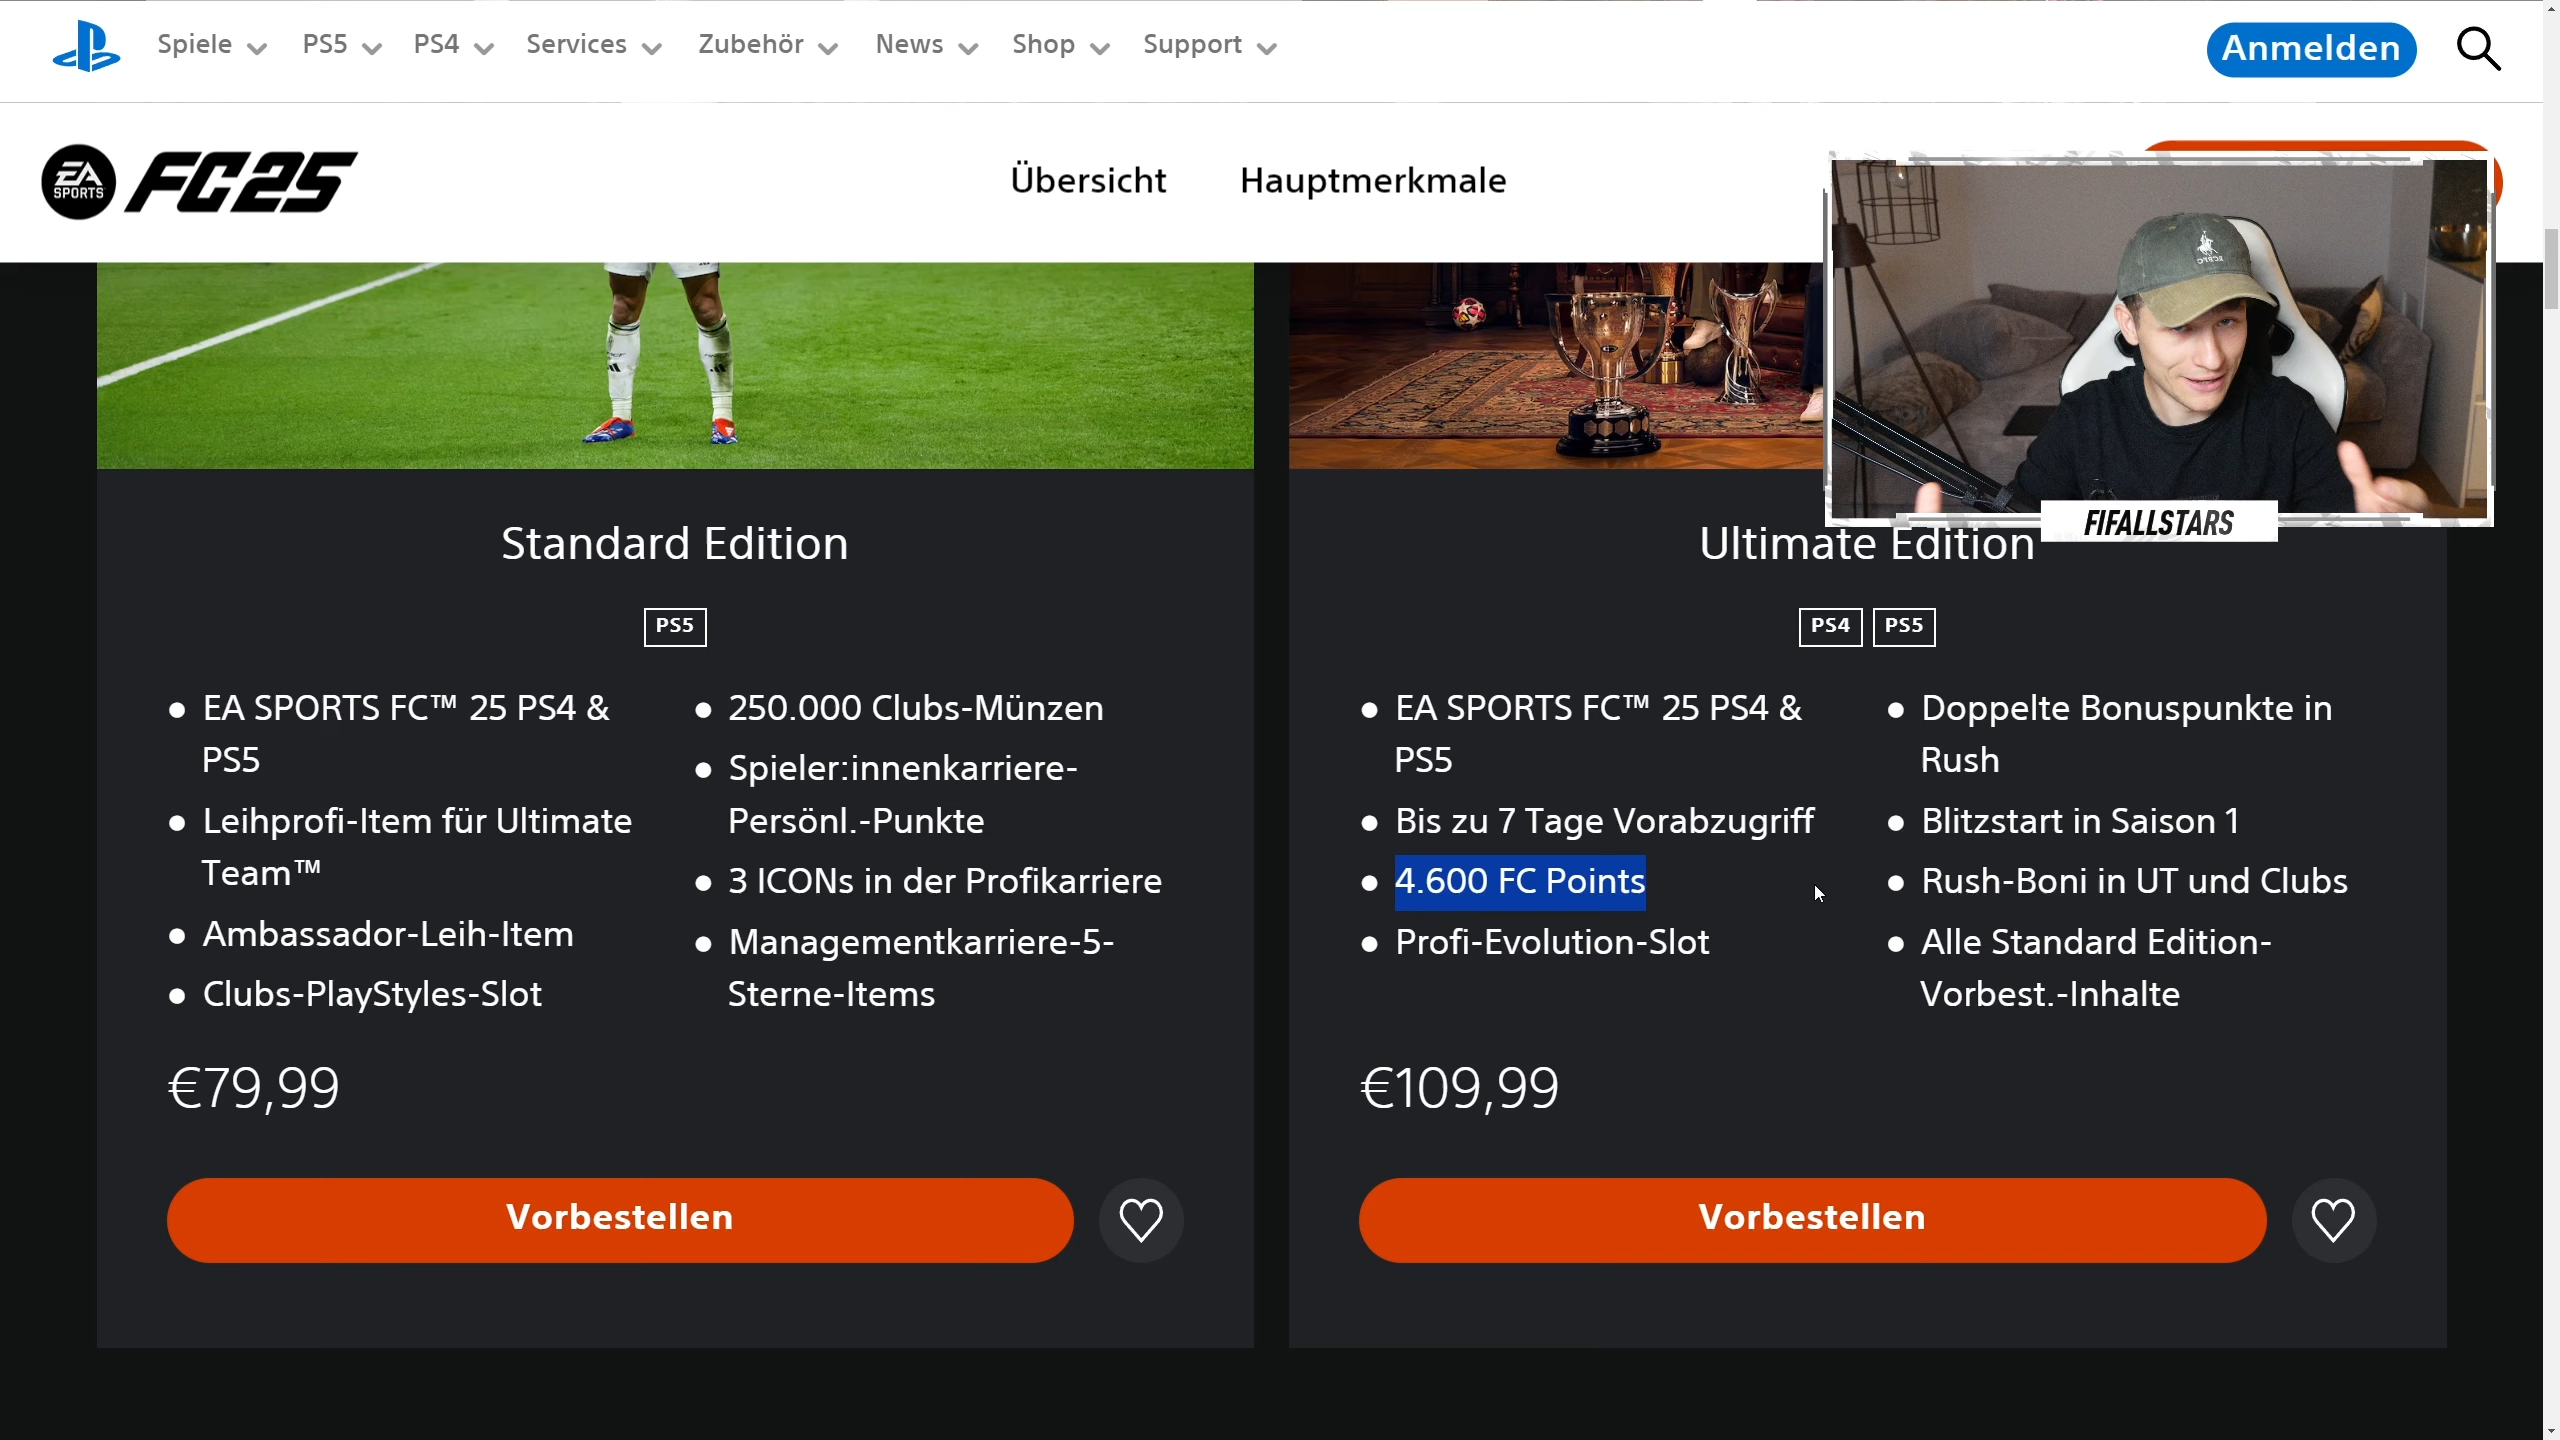 Spiele PS5 PS4 Services Zubehör News Shop Support Anmelden
EA SPORTS FC25
Übersicht Hauptmerkmale
FIFALLSTARS
Standard Edition
PS5
EA SPORTS FC™ 25 PS4 &
PS5
Leihprofi-Item für Ultimate
Team™
Ambassador-Leih-Item
Clubs-PlayStyles-Slot
250.000 Clubs-Münzen
Spieler:innenkarriere-
Persönl.-Punkte
3 ICONs in der Profikarriere
Managementkarriere-5-
Sterne-Items
€79,99
Vorbestellen
Ultimate Edition
PS4 PS5
EA SPORTS FC™ 25 PS4 &
PS5
Bis zu 7 Tage Vorabzugriff
4.600 FC Points
Profi-Evolution-Slot
Doppelte Bonuspunkte in
Rush
Blitzstart in Saison 1
Rush-Boni in UT und Clubs
Alle Standard Edition-
Vorbest.-Inhalte
€109,99
Vorbestellen